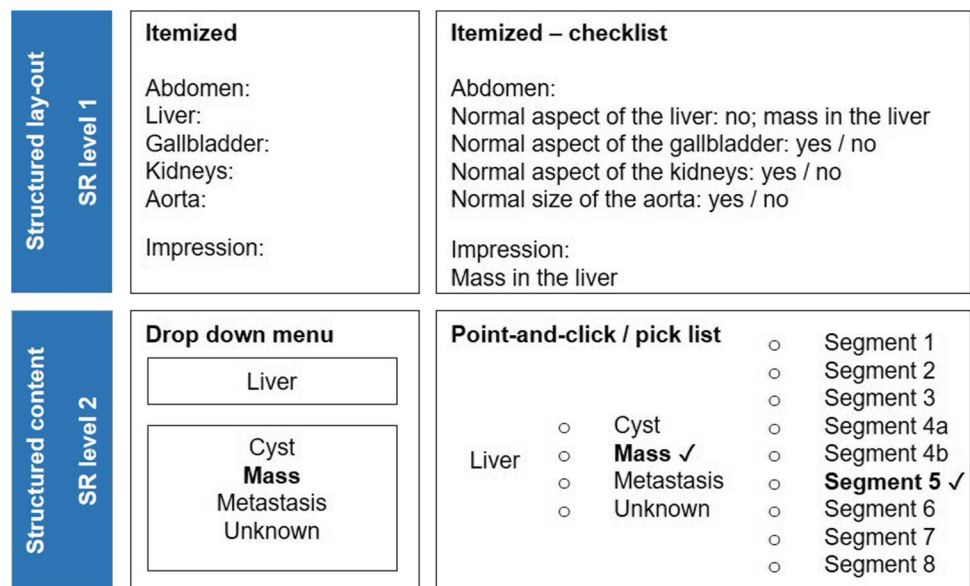 Structured lay-out
SR level 1
Itemized
Abdomen:
Liver:
Gallbladder:
Kidneys:
Aorta:
Impression:
Itemized – checklist
Abdomen:
Normal aspect of the liver: no; mass in the liver
Normal aspect of the gallbladder: yes / no
Normal aspect of the kidneys: yes / no
Normal size of the aorta: yes / no
Impression:
Mass in the liver
Structured content
SR level 2
Drop down menu
Liver
Cyst
Mass
Metastasis
Unknown
Point-and-click / pick list
Liver
○ Cyst
○ Mass ✓
○ Metastasis
○ Unknown
○ Segment 1
○ Segment 2
○ Segment 3
○ Segment 4a
○ Segment 4b
○ Segment 5 ✓
○ Segment 6
○ Segment 7
○ Segment 8